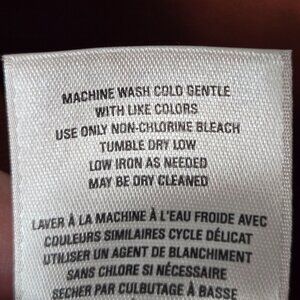 MACHINE WASH COLD GENTLE
WITH LIKE COLORS
USE ONLY NON-CHLORINE BLEACH
TUMBLE DRY LOW
LOW IRON AS NEEDED
MAY BE DRY CLEANED
LAVER À LA MACHINE À L'EAU FROIDE AVEC
COULEURS SIMILAIRES CYCLE DÉLICAT
UTILISER UN AGENT DE BLANCHIMENT
SANS CHLORE SI NÉCESSAIRE
SECHER PAR CULBUTAGE À BASSE